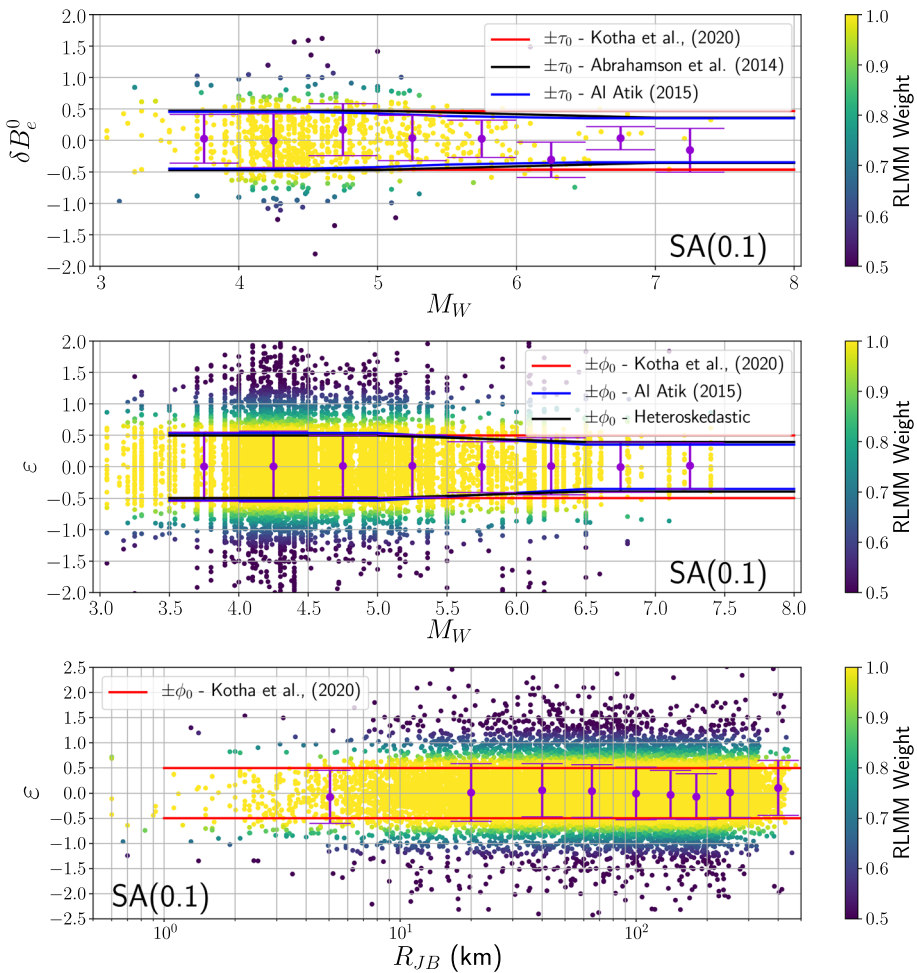 2.0
1.5
1.0
0.5
0.0
−0.5
−1.0
−1.5
−2.0
δB_e^0
±τ_0 - Kotha et al., (2020)
±τ_0 - Abrahamson et al. (2014)
±τ_0 - Al Atik (2015)
SA(0.1)
3 4 5 6 7 8
M_W
1.0
0.9
0.8
0.7
0.6
0.5
RLMM Weight
2.0
1.5
1.0
0.5
0.0
−0.5
−1.0
−1.5
−2.0
ε
±ϕ_0 - Kotha et al., (2020)
±ϕ_0 - Al Atik (2015)
±ϕ_0 - Heteroskedastic
SA(0.1)
3.0 3.5 4.0 4.5 5.0 5.5 6.0 6.5 7.0 7.5 8.0
M_W
1.0
0.9
0.8
0.7
0.6
0.5
RLMM Weight
2.5
2.0
1.5
1.0
0.5
0.0
−0.5
−1.0
−1.5
−2.0
−2.5
ε
±ϕ_0 - Kotha et al., (2020)
SA(0.1)
10^0 10^1 10^2
R_JB (km)
1.0
0.9
0.8
0.7
0.6
0.5
RLMM Weight